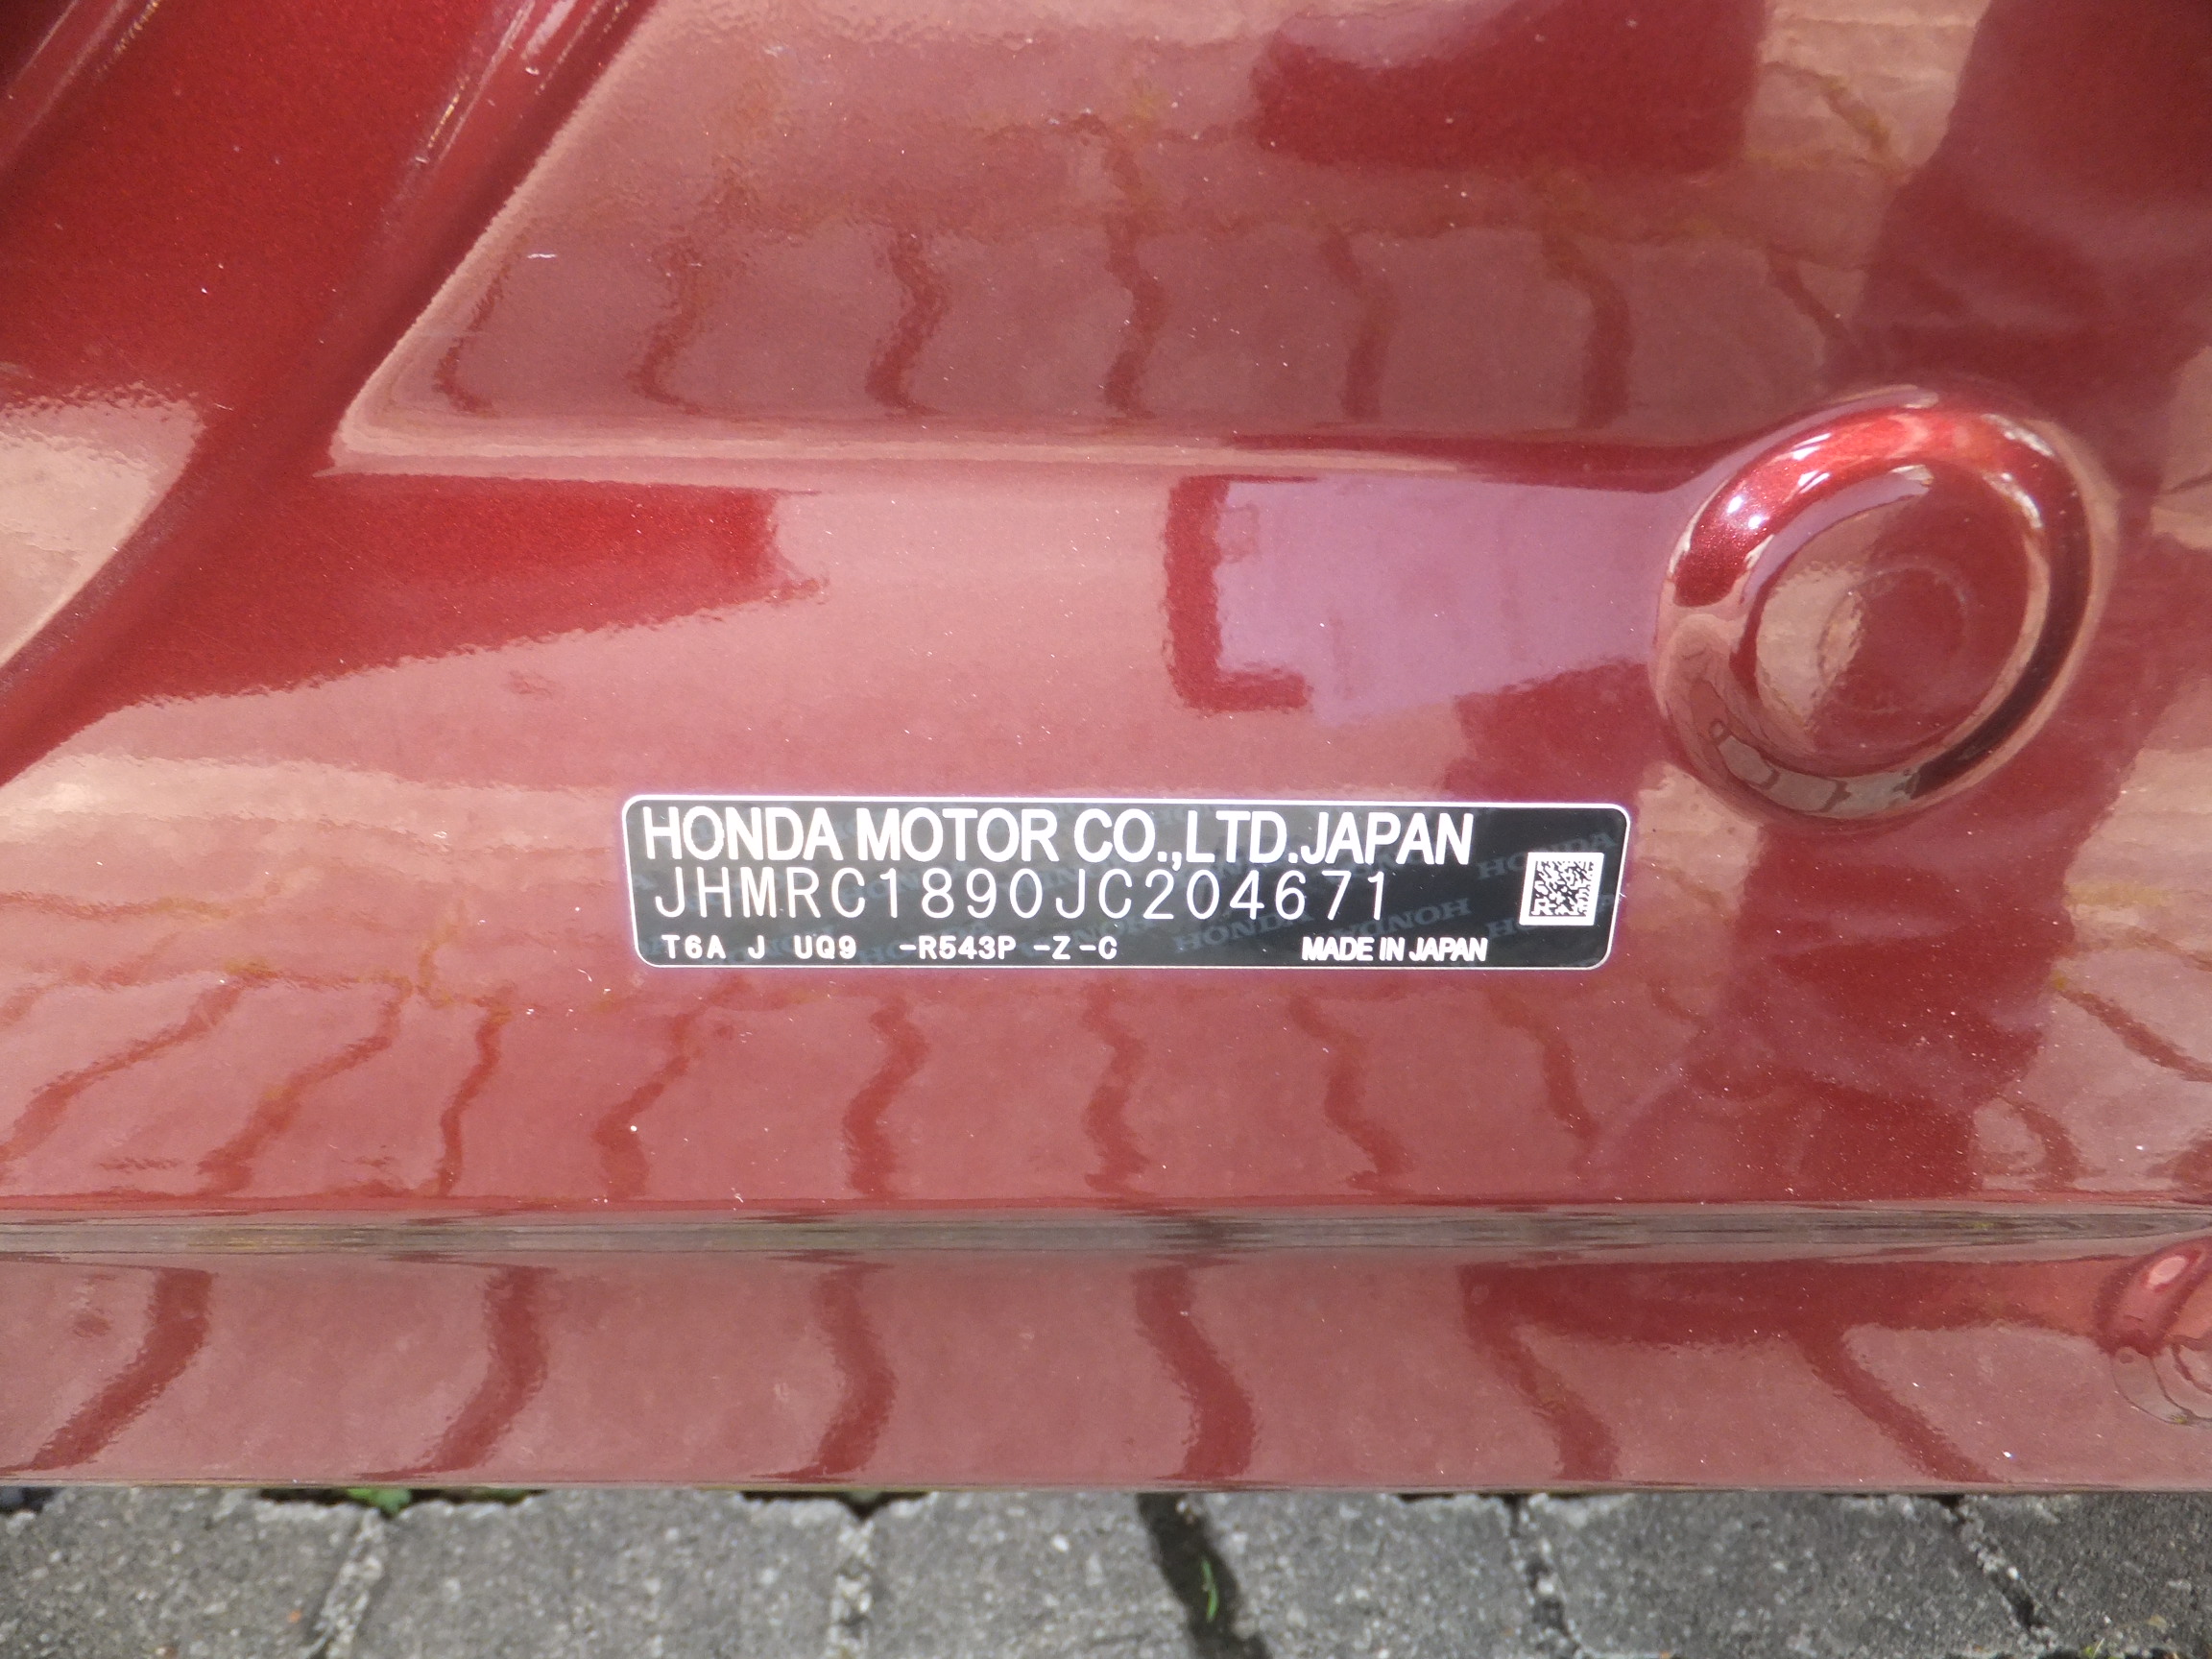 HONDA MOTOR CO.,LTD.JAPAN
JHMRC1890JC204671
T6A J UQ9 -R543P -Z -C MADE IN JAPAN